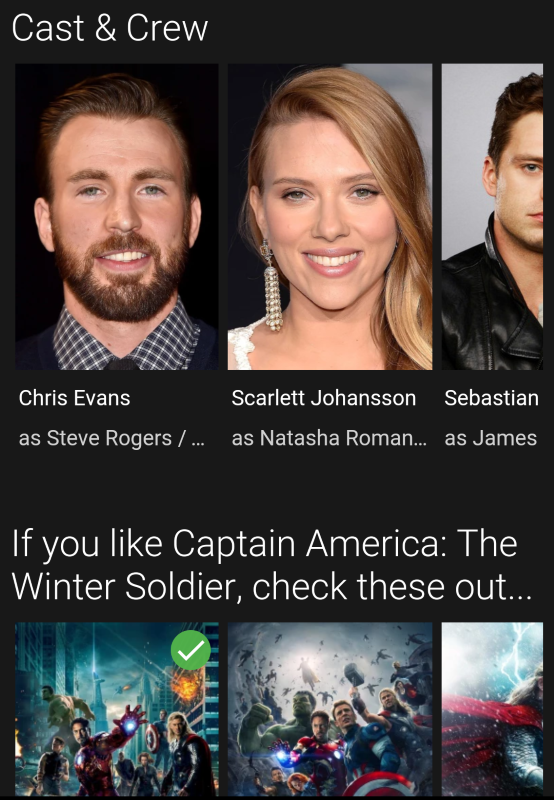 Cast & Crew
Chris Evans
Scarlett Johansson
Sebastian
as Steve Rogers / ...
as Natasha Roman...
as James
If you like Captain America: The
Winter Soldier, check these out...